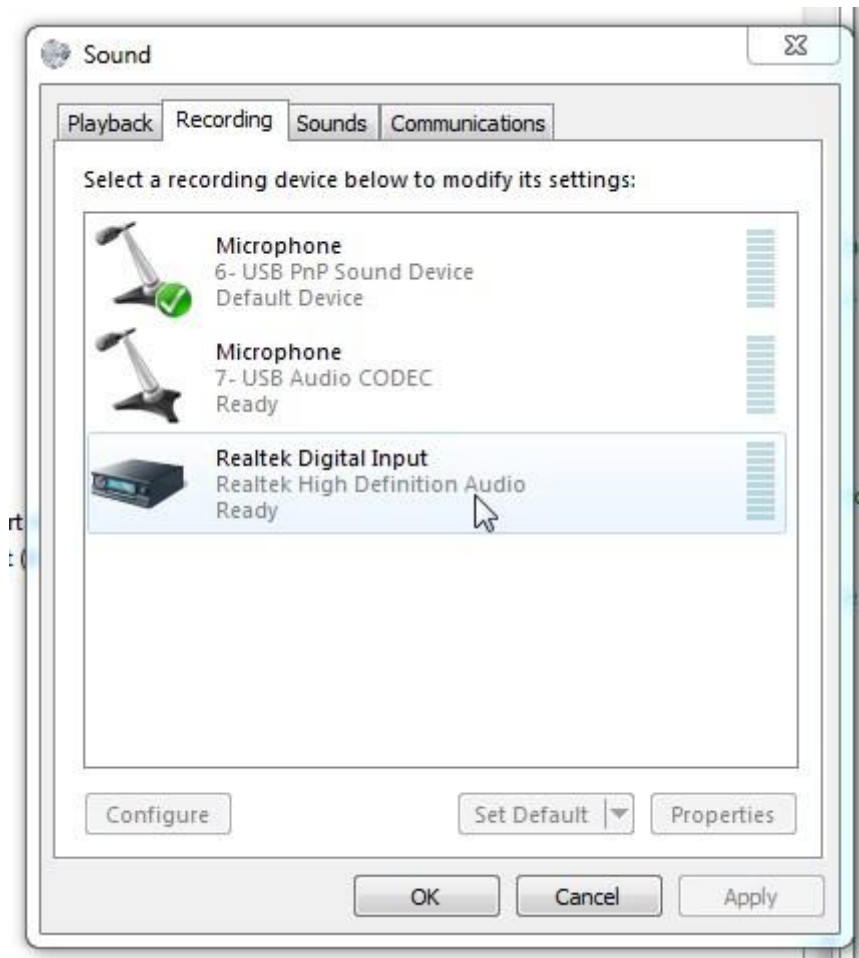 Sound
Playback Recording Sounds Communications
Select a recording device below to modify its settings:
Microphone
6- USB PnP Sound Device
Default Device
Microphone
7- USB Audio CODEC
Ready
Realtek Digital Input
Realtek High Definition Audio
Ready
rt
t (
Configure Set Default Properties
OK Cancel Apply